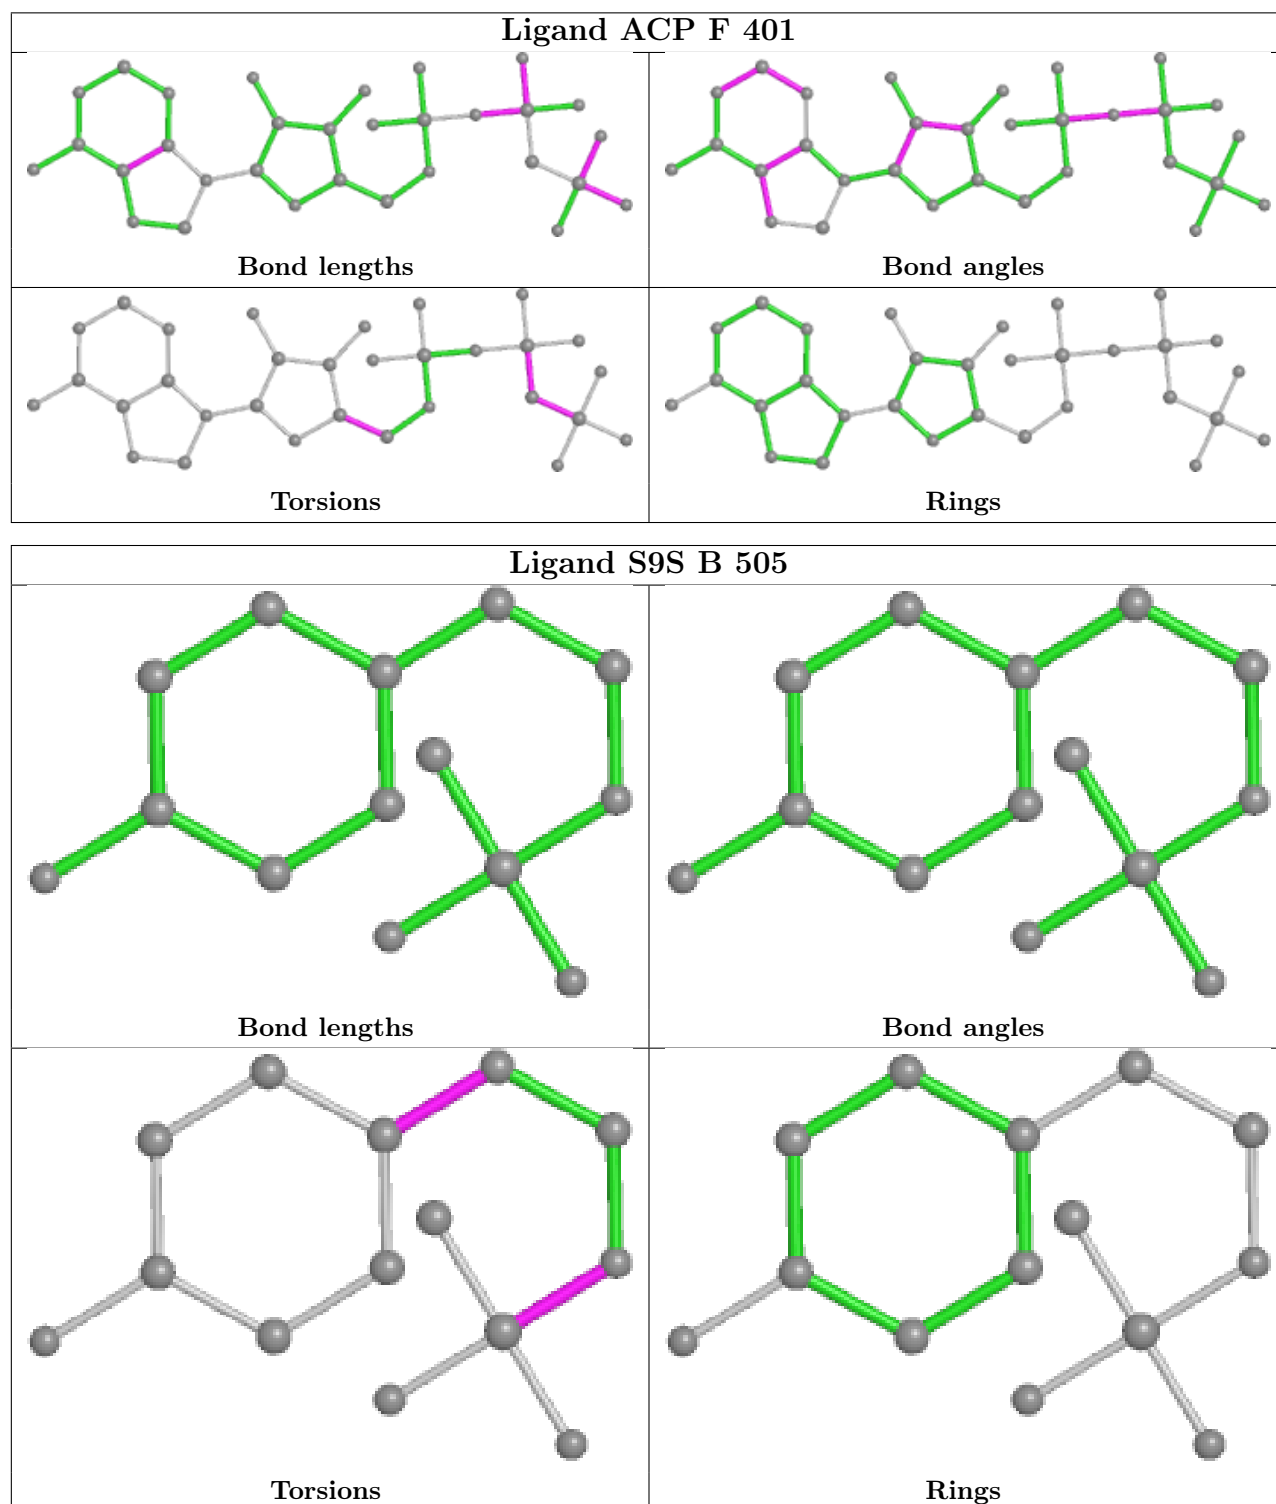 Ligand ACP F 401
Bond lengths
Bond angles
Torsions
Rings
Ligand S9S B 505
Bond lengths
Bond angles
Torsions
Rings